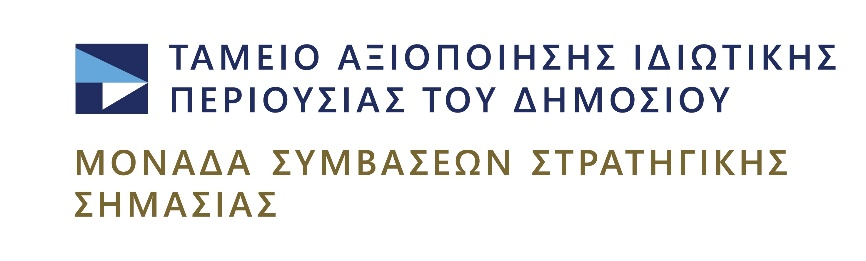 ΤΑΜΕΙΟ ΑΞΙΟΠΟΙΗΣΗΣ ΙΔΙΩΤΙΚΗΣ
ΠΕΡΙΟΥΣΙΑΣ ΤΟΥ ΔΗΜΟΣΙΟΥ
ΜΟΝΑΔΑ ΣΥΜΒΑΣΕΩΝ ΣΤΡΑΤΗΓΙΚΗΣ
ΣΗΜΑΣΙΑΣ